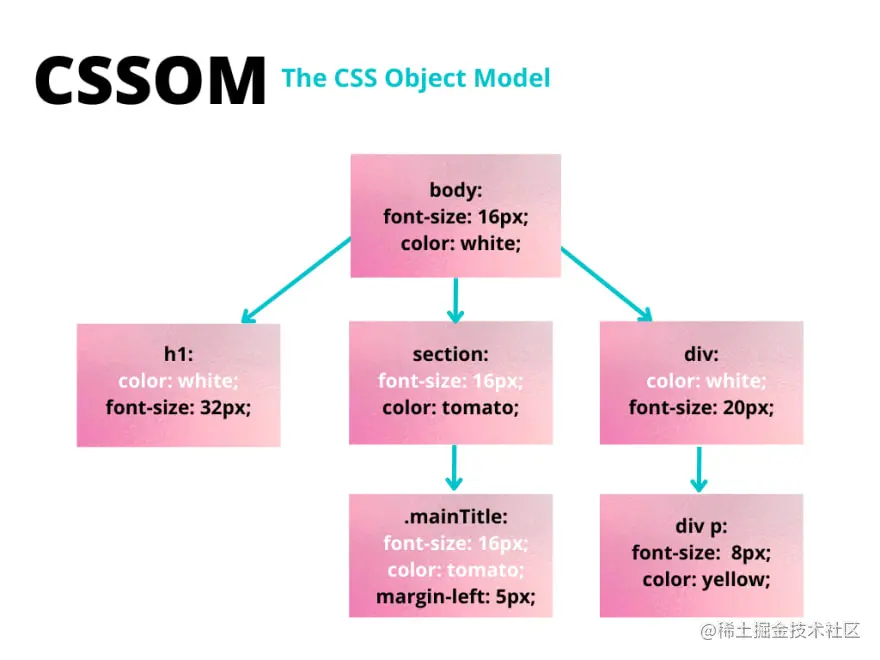 CSSOM The CSS Object Model
body:
font-size: 16px;
color: white;
h1:
color: white;
font-size: 32px;
section:
font-size: 16px;
color: tomato;
div:
color: white;
font-size: 20px;
.mainTitle:
font-size: 16px;
color: tomato;
margin-left: 5px;
div p:
font-size: 8px;
color: yellow;
@稀土掘金技术社区